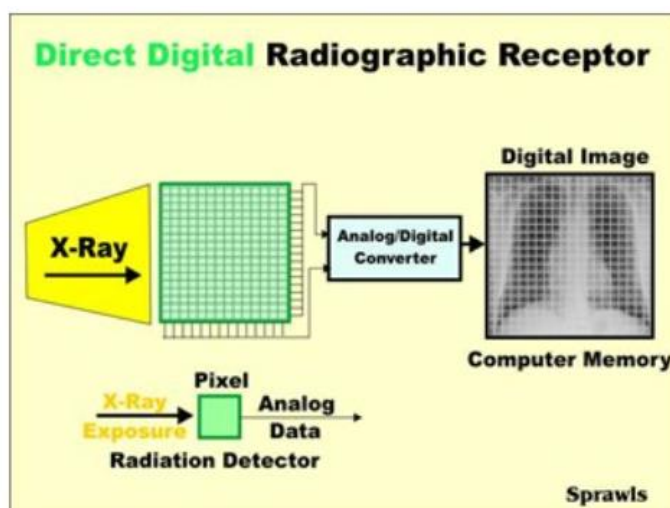 Direct Digital Radiographic Receptor
Digital Image
X-Ray
Analog/Digital
Converter
Computer Memory
Pixel
X-Ray Analog
Exposure Data
Radiation Detector
Sprawls